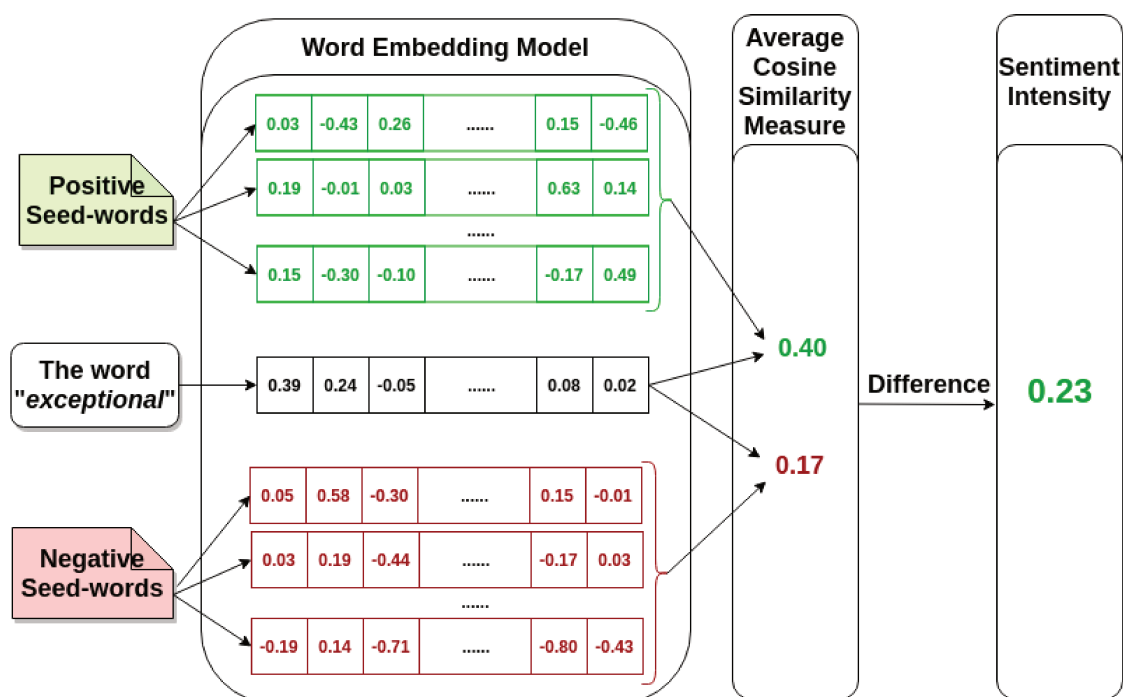 Word Embedding Model
Average
Cosine
Similarity
Measure
Sentiment
Intensity
Positive
Seed-words
0.03 -0.43 0.26 ...... 0.15 -0.46
0.19 -0.01 0.03 ...... 0.63 0.14
......
0.15 -0.30 -0.10 ...... -0.17 0.49
The word
"exceptional"
0.39 0.24 -0.05 ...... 0.08 0.02
0.40
Difference
0.23
0.17
Negative
Seed-words
0.05 0.58 -0.30 ...... 0.15 -0.01
0.03 0.19 -0.44 ...... -0.17 0.03
......
-0.19 0.14 -0.71 ...... -0.80 -0.43